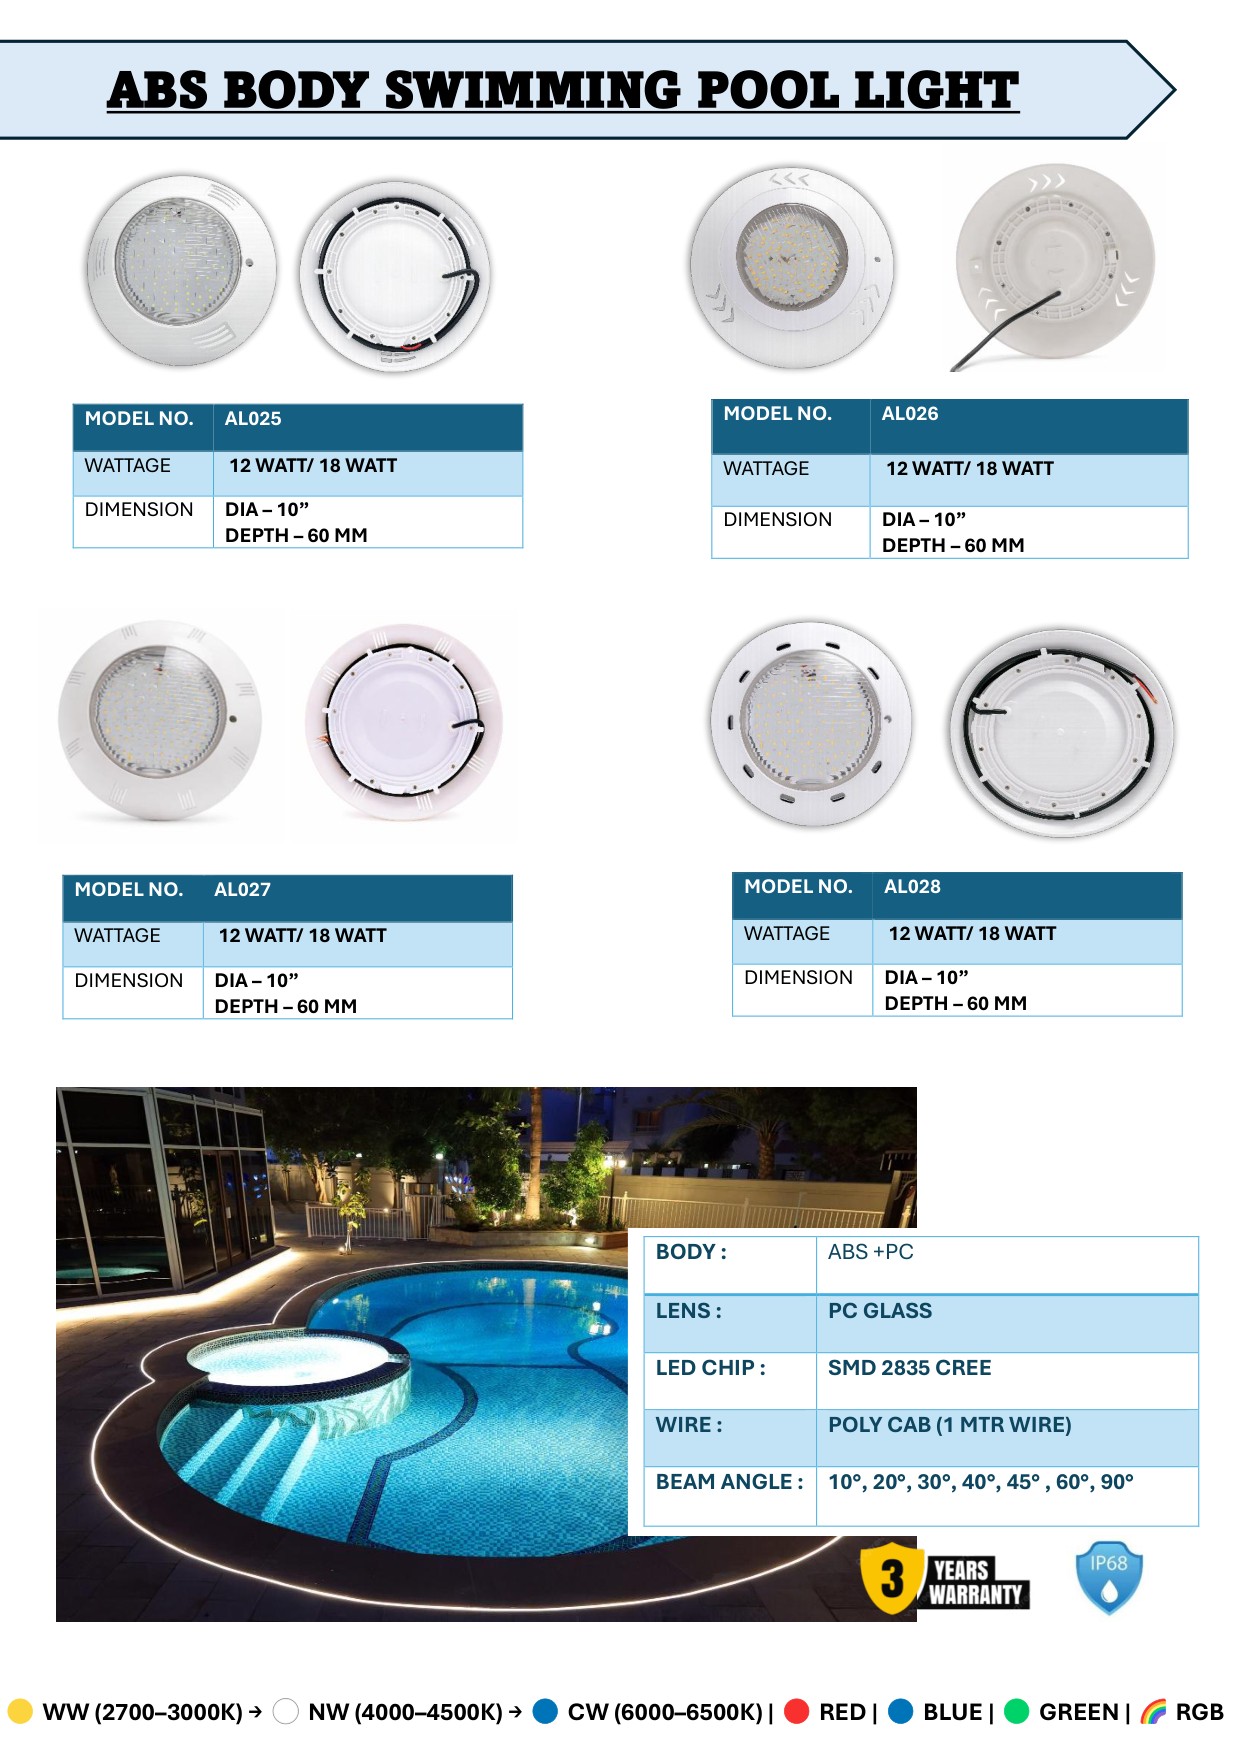 ABS BODY SWIMMING POOL LIGHT
MODEL NO. AL025
WATTAGE 12 WATT/ 18 WATT
DIMENSION DIA – 10”
DEPTH – 60 MM
MODEL NO. AL026
WATTAGE 12 WATT/ 18 WATT
DIMENSION DIA – 10”
DEPTH – 60 MM
MODEL NO. AL027
WATTAGE 12 WATT/ 18 WATT
DIMENSION DIA – 10”
DEPTH – 60 MM
MODEL NO. AL028
WATTAGE 12 WATT/ 18 WATT
DIMENSION DIA – 10”
DEPTH – 60 MM
BODY : ABS +PC
LENS : PC GLASS
LED CHIP : SMD 2835 CREE
WIRE : POLY CAB (1 MTR WIRE)
BEAM ANGLE : 10°, 20°, 30°, 40°, 45° , 60°, 90°
3 YEARS
WARRANTY
IP68
WW (2700–3000K) → NW (4000–4500K) → CW (6000–6500K) | RED | BLUE | GREEN | RGB